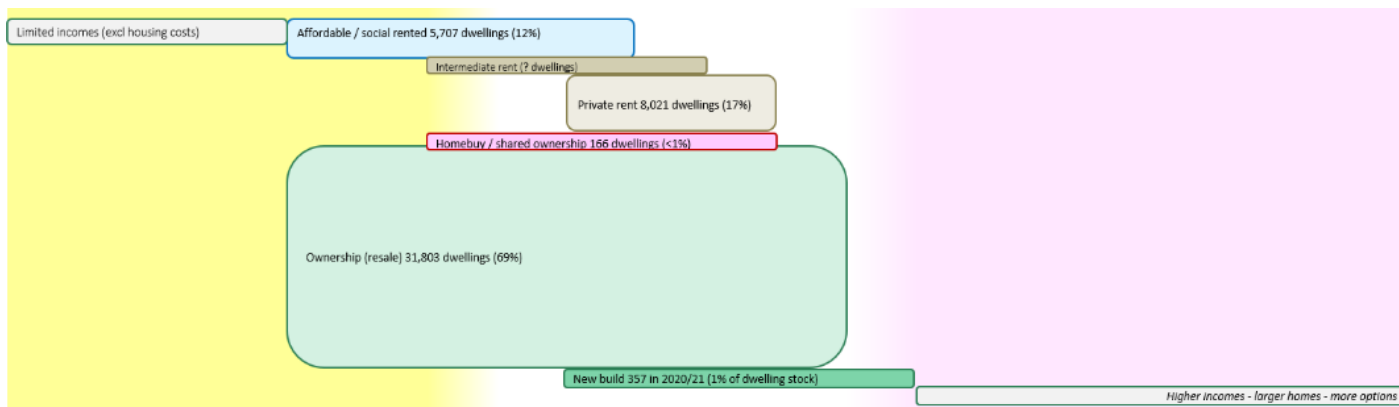 Limited incomes (excl housing costs)
Affordable / social rented 5,707 dwellings (12%)
Intermediate rent (? dwellings)
Private rent 8,021 dwellings (17%)
Homebuy / shared ownership 166 dwellings (<1%)
Ownership (resale) 31,803 dwellings (69%)
New build 357 in 2020/21 (1% of dwelling stock)
Higher incomes - larger homes - more options